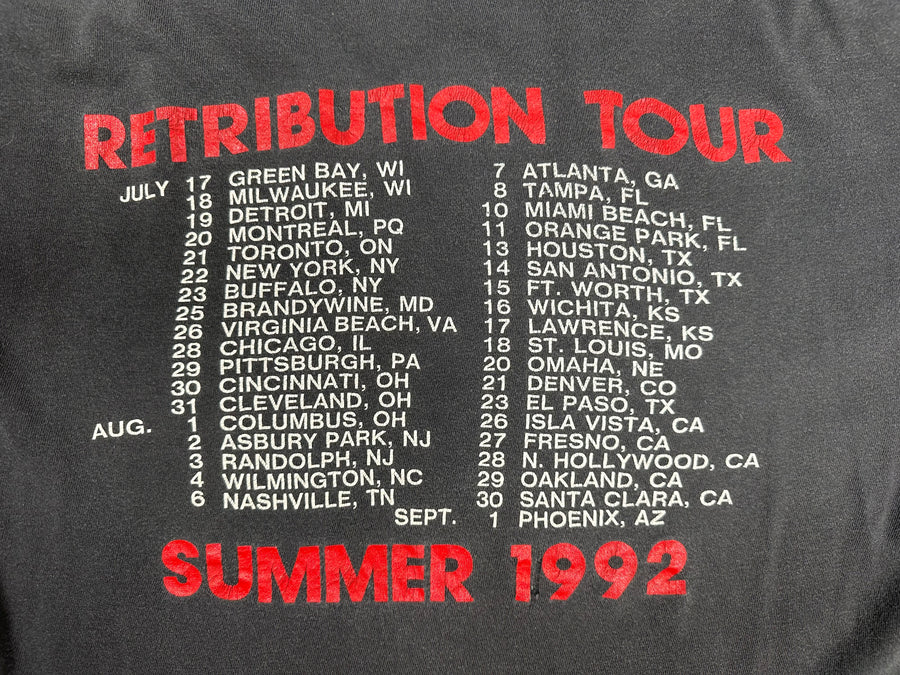 RETRIBUTION TOUR
JULY 17 GREEN BAY, WI
18 MILWAUKEE, WI
19 DETROIT, MI
20 MONTREAL, PQ
21 TORONTO, ON
22 NEW YORK, NY
23 BUFFALO, NY
25 BRANDYWINE, MD
26 VIRGINIA BEACH, VA
28 CHICAGO, IL
29 PITTSBURGH, PA
30 CINCINNATI, OH
31 CLEVELAND, OH
AUG. 1 COLUMBUS, OH
2 ASBURY PARK, NJ
3 RANDOLPH, NJ
4 WILMINGTON, NC
6 NASHVILLE, TN
7 ATLANTA, GA
8 TAMPA, FL
10 MIAMI BEACH, FL
11 ORANGE PARK, FL
13 HOUSTON, TX
14 SAN ANTONIO, TX
15 FT. WORTH, TX
16 WICHITA, KS
17 LAWRENCE, KS
18 ST. LOUIS, MO
20 OMAHA, NE
21 DENVER, CO
23 EL PASO, TX
26 ISLA VISTA, CA
27 FRESNO, CA
28 N. HOLLYWOOD, CA
29 OAKLAND, CA
30 SANTA CLARA, CA
SEPT. 1 PHOENIX, AZ
SUMMER 1992